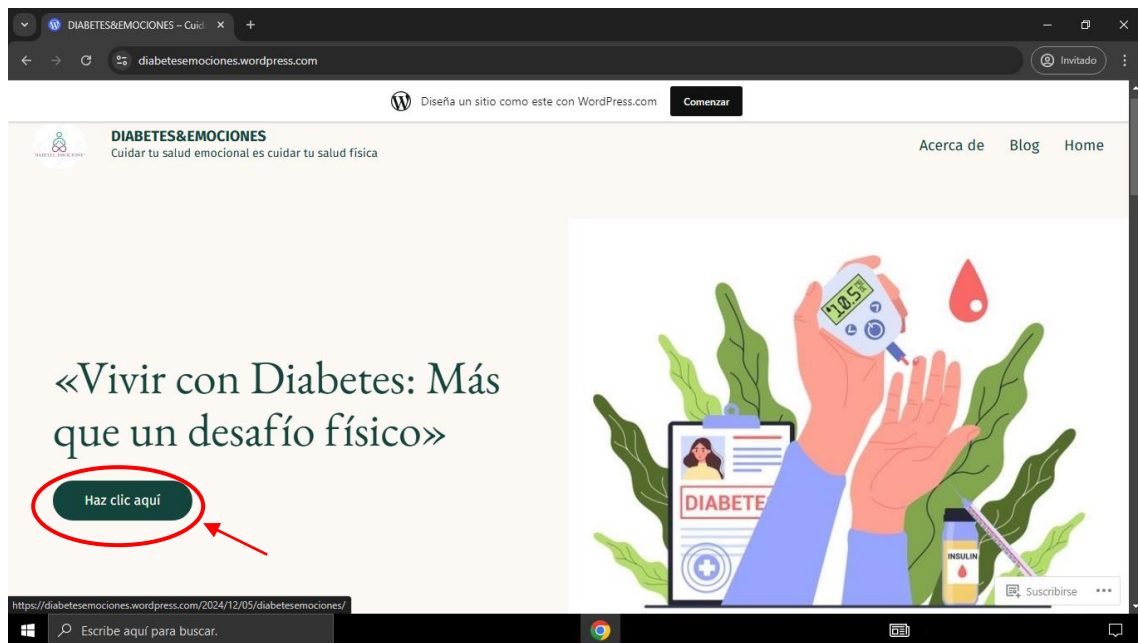 DIABETES&EMOCIONES – Cuid
diabetesemociones.wordpress.com
Invitado
Diseña un sitio como este con WordPress.com
Comenzar
DIABETES&EMOCIONES
Cuidar tu salud emocional es cuidar tu salud física
Acerca de Blog Home
«Vivir con Diabetes: Más
que un desafío físico»
Haz clic aquí
10.5
DIABETE
INSULIN
Suscribirse
https://diabetesemociones.wordpress.com/2024/12/05/diabetesemociones/
Escribe aquí para buscar.